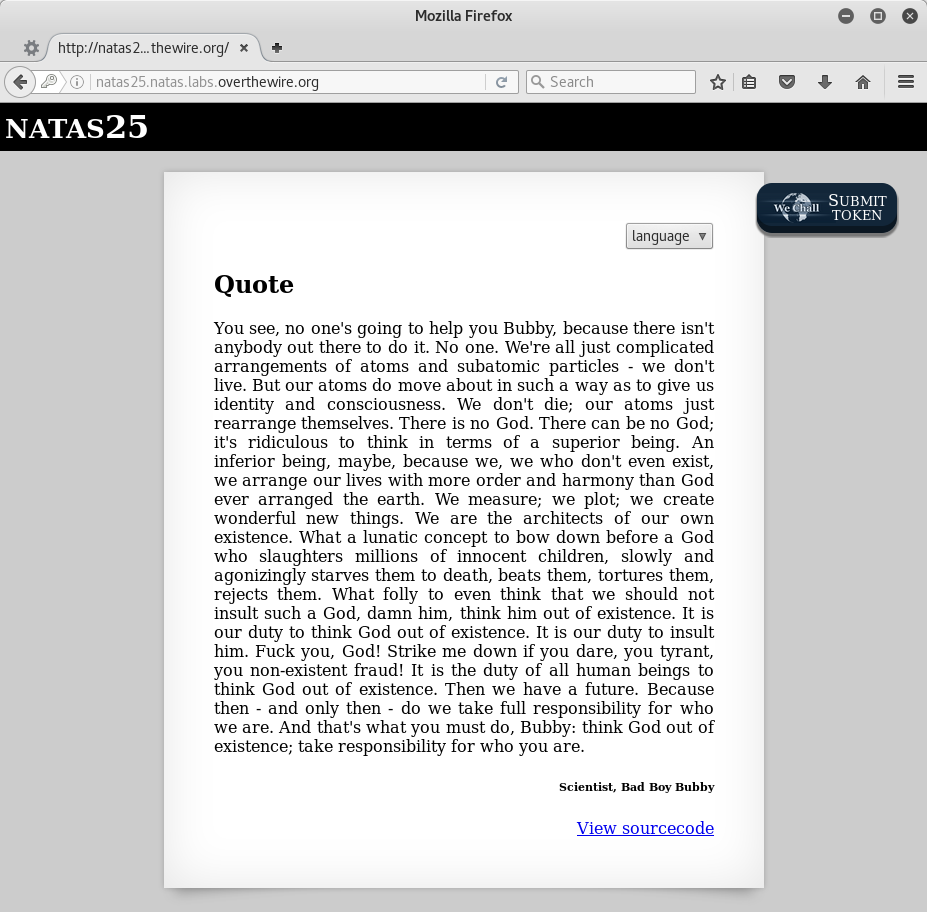 Mozilla Firefox
http://natas2...thewire.org/
natas25.natas.labs.overthewire.org
Search
NATAS25
We Chall
SUBMIT
TOKEN
language
Quote
You see, no one's going to help you Bubby, because there isn't
anybody out there to do it. No one. We're all just complicated
arrangements of atoms and subatomic particles - we don't
live. But our atoms do move about in such a way as to give us
identity and consciousness. We don't die; our atoms just
rearrange themselves. There is no God. There can be no God;
it's ridiculous to think in terms of a superior being. An
inferior being, maybe, because we, we who don't even exist,
we arrange our lives with more order and harmony than God
ever arranged the earth. We measure; we plot; we create
wonderful new things. We are the architects of our own
existence. What a lunatic concept to bow down before a God
who slaughters millions of innocent children, slowly and
agonizingly starves them to death, beats them, tortures them,
rejects them. What folly to even think that we should not
insult such a God, damn him, think him out of existence. It is
our duty to think God out of existence. It is our duty to insult
him. Fuck you, God! Strike me down if you dare, you tyrant,
you non-existent fraud! It is the duty of all human beings to
think God out of existence. Then we have a future. Because
then - and only then - do we take full responsibility for who
we are. And that's what you must do, Bubby: think God out of
existence; take responsibility for who you are.
Scientist, Bad Boy Bubby
View sourcecode